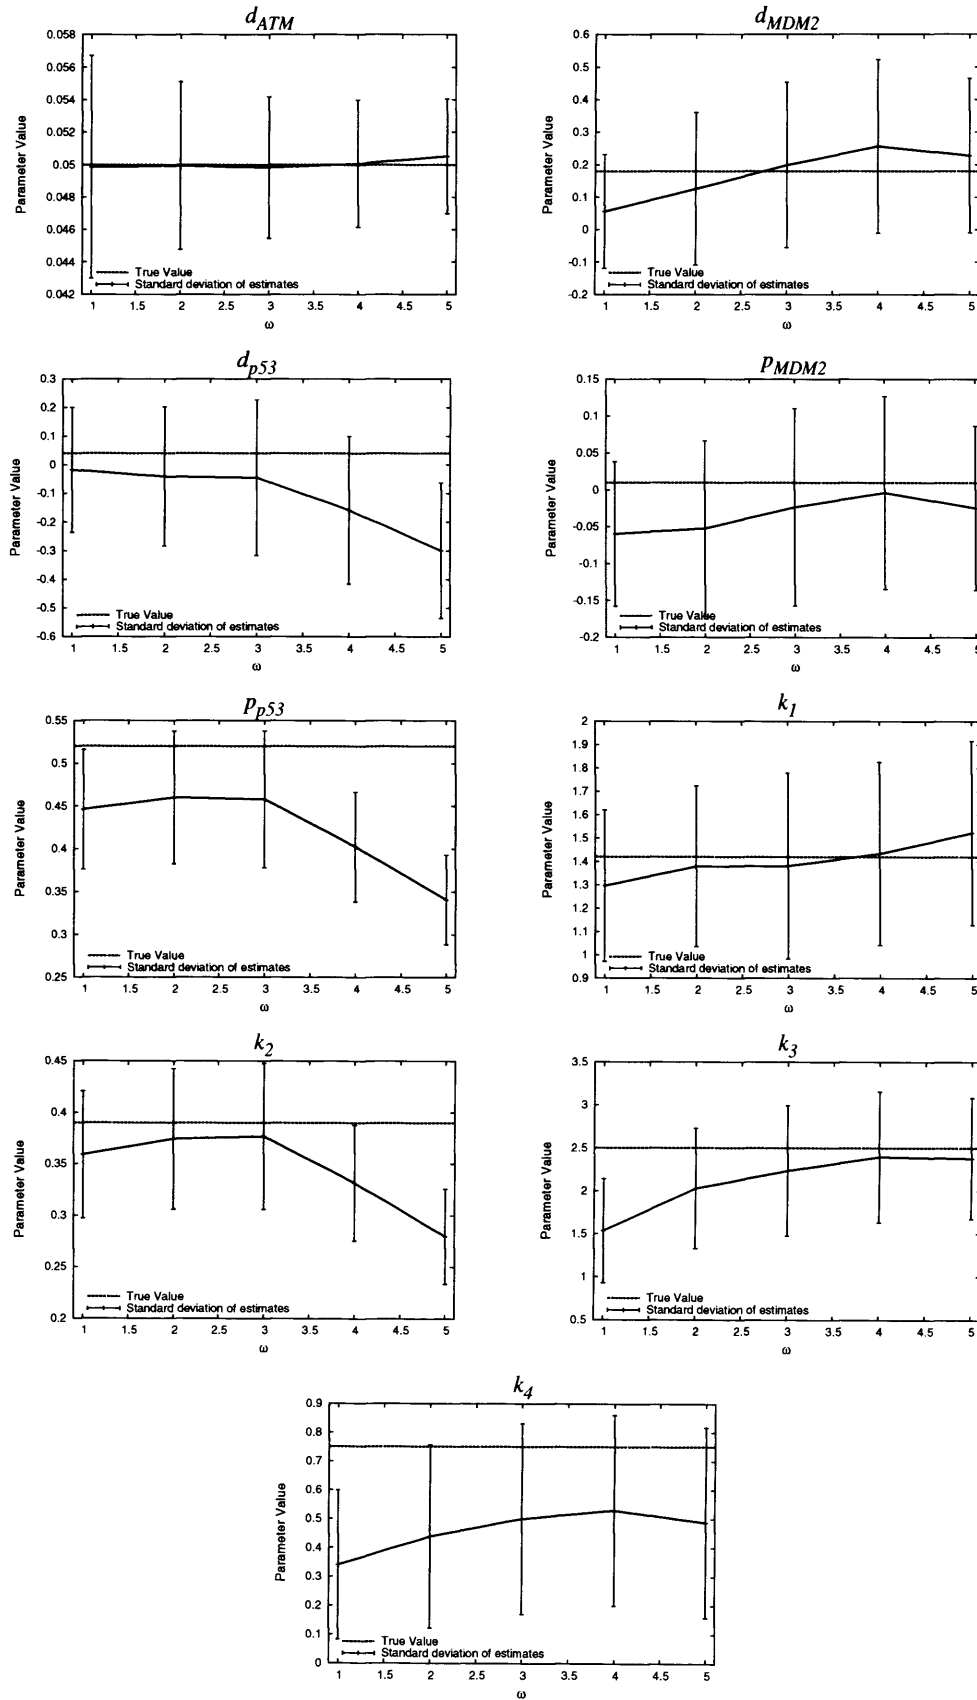 d_ATM
0.058
0.056
0.054
0.052
0.05
0.048
0.046
0.044
0.042
Parameter Value
True Value
Standard deviation of estimates
1 1.5 2 2.5 3 3.5 4 4.5 5
ω
d_MDM2
0.6
0.5
0.4
0.3
0.2
0.1
0
-0.1
-0.2
Parameter Value
True Value
Standard deviation of estimates
1 1.5 2 2.5 3 3.5 4 4.5 5
ω
d_p53
0.3
0.2
0.1
0
-0.1
-0.2
-0.3
-0.4
-0.5
-0.6
Parameter Value
True Value
Standard deviation of estimates
1 1.5 2 2.5 3 3.5 4 4.5 5
ω
p_MDM2
0.15
0.1
0.05
0
-0.05
-0.1
-0.15
-0.2
Parameter Value
True Value
Standard deviation of estimates
1 1.5 2 2.5 3 3.5 4 4.5 5
ω
p_p53
0.55
0.5
0.45
0.4
0.35
0.3
0.25
Parameter Value
True Value
Standard deviation of estimates
1 1.5 2 2.5 3 3.5 4 4.5 5
ω
k_1
2
1.9
1.8
1.7
1.6
1.5
1.4
1.3
1.2
1.1
1
0.9
Parameter Value
True Value
Standard deviation of estimates
1 1.5 2 2.5 3 3.5 4 4.5 5
ω
k_2
0.45
0.4
0.35
0.3
0.25
0.2
Parameter Value
True Value
Standard deviation of estimates
1 1.5 2 2.5 3 3.5 4 4.5 5
ω
k_3
3.5
3
2.5
2
1.5
1
0.5
Parameter Value
True Value
Standard deviation of estimates
1 1.5 2 2.5 3 3.5 4 4.5 5
ω
k_4
0.9
0.8
0.7
0.6
0.5
0.4
0.3
0.2
0.1
0
Parameter Value
True Value
Standard deviation of estimates
1 1.5 2 2.5 3 3.5 4 4.5 5
ω